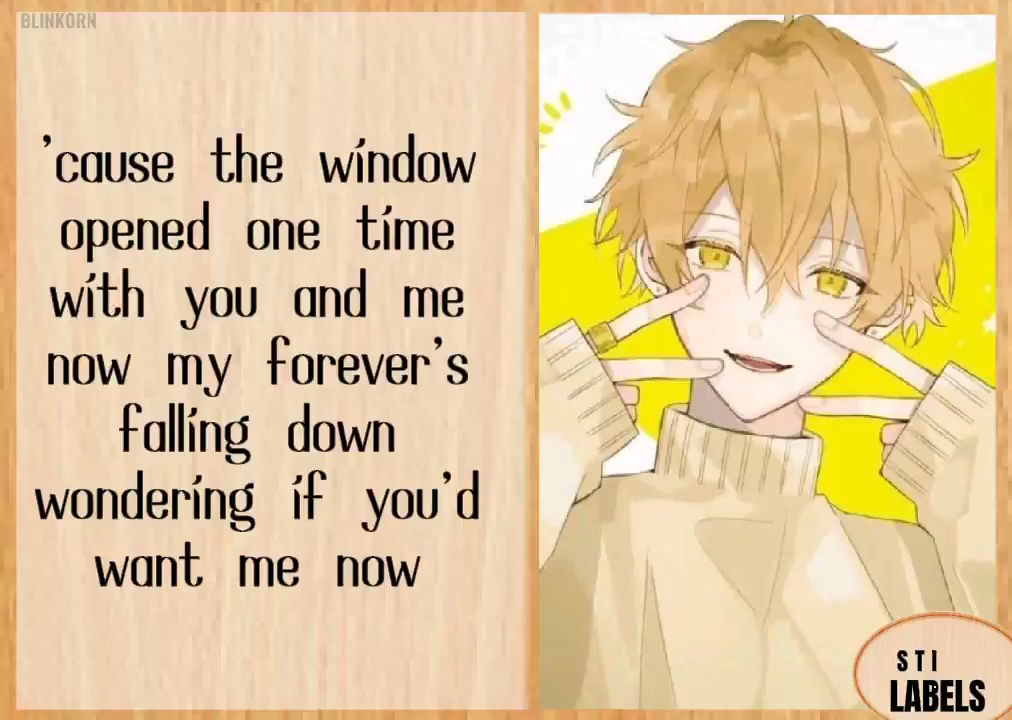 BLINKORN
'cause the window
opened one time
with you and me
now my forever's
falling down
wondering if you'd
want me now
STI
LABELS